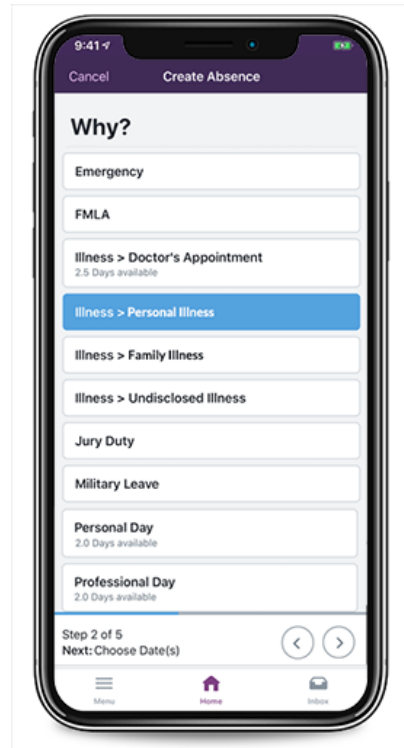 9:41
Cancel Create Absence
Why?
Emergency
FMLA
Illness > Doctor's Appointment
2.5 Days available
Illness > Personal Illness
Illness > Family Illness
Illness > Undisclosed Illness
Jury Duty
Military Leave
Personal Day
2.0 Days available
Professional Day
2.0 Days available
Step 2 of 5
Next: Choose Date(s)
Menu Home Inbox